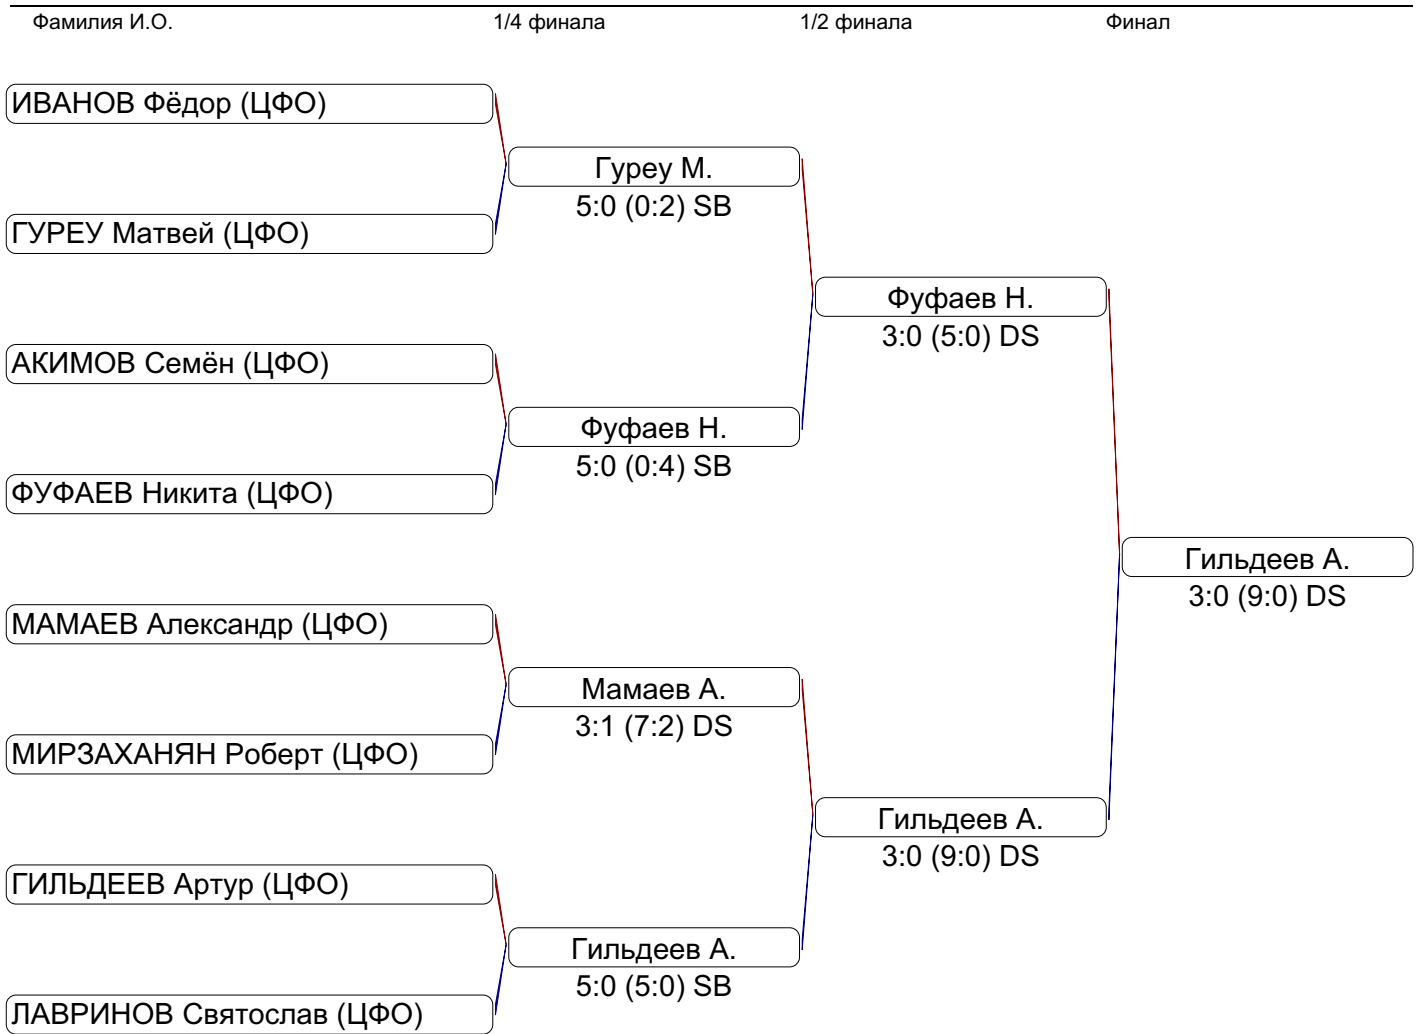 Фамилия И.О. 1/4 финала 1/2 финала Финал
ИВАНОВ Фёдор (ЦФО)
Гуреу М.
5:0 (0:2) SB
ГУРЕУ Матвей (ЦФО)
Фуфаев Н.
3:0 (5:0) DS
АКИМОВ Семён (ЦФО)
Фуфаев Н.
5:0 (0:4) SB
ФУФАЕВ Никита (ЦФО)
Гильдеев А.
3:0 (9:0) DS
МАМАЕВ Александр (ЦФО)
Мамаев А.
3:1 (7:2) DS
МИРЗАХАНЯН Роберт (ЦФО)
Гильдеев А.
3:0 (9:0) DS
ГИЛЬДЕЕВ Артур (ЦФО)
Гильдеев А.
5:0 (5:0) SB
ЛАВРИНОВ Святослав (ЦФО)